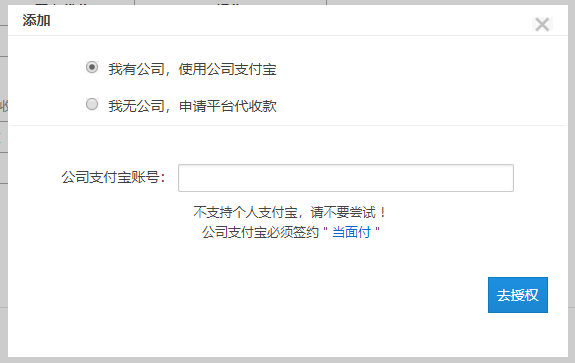 添加
我有公司，使用公司支付宝
我无公司，申请平台代收款
收
公司支付宝账号：
不支持个人支付宝，请不要尝试！
公司支付宝必须签约 " 当面付 "
去授权